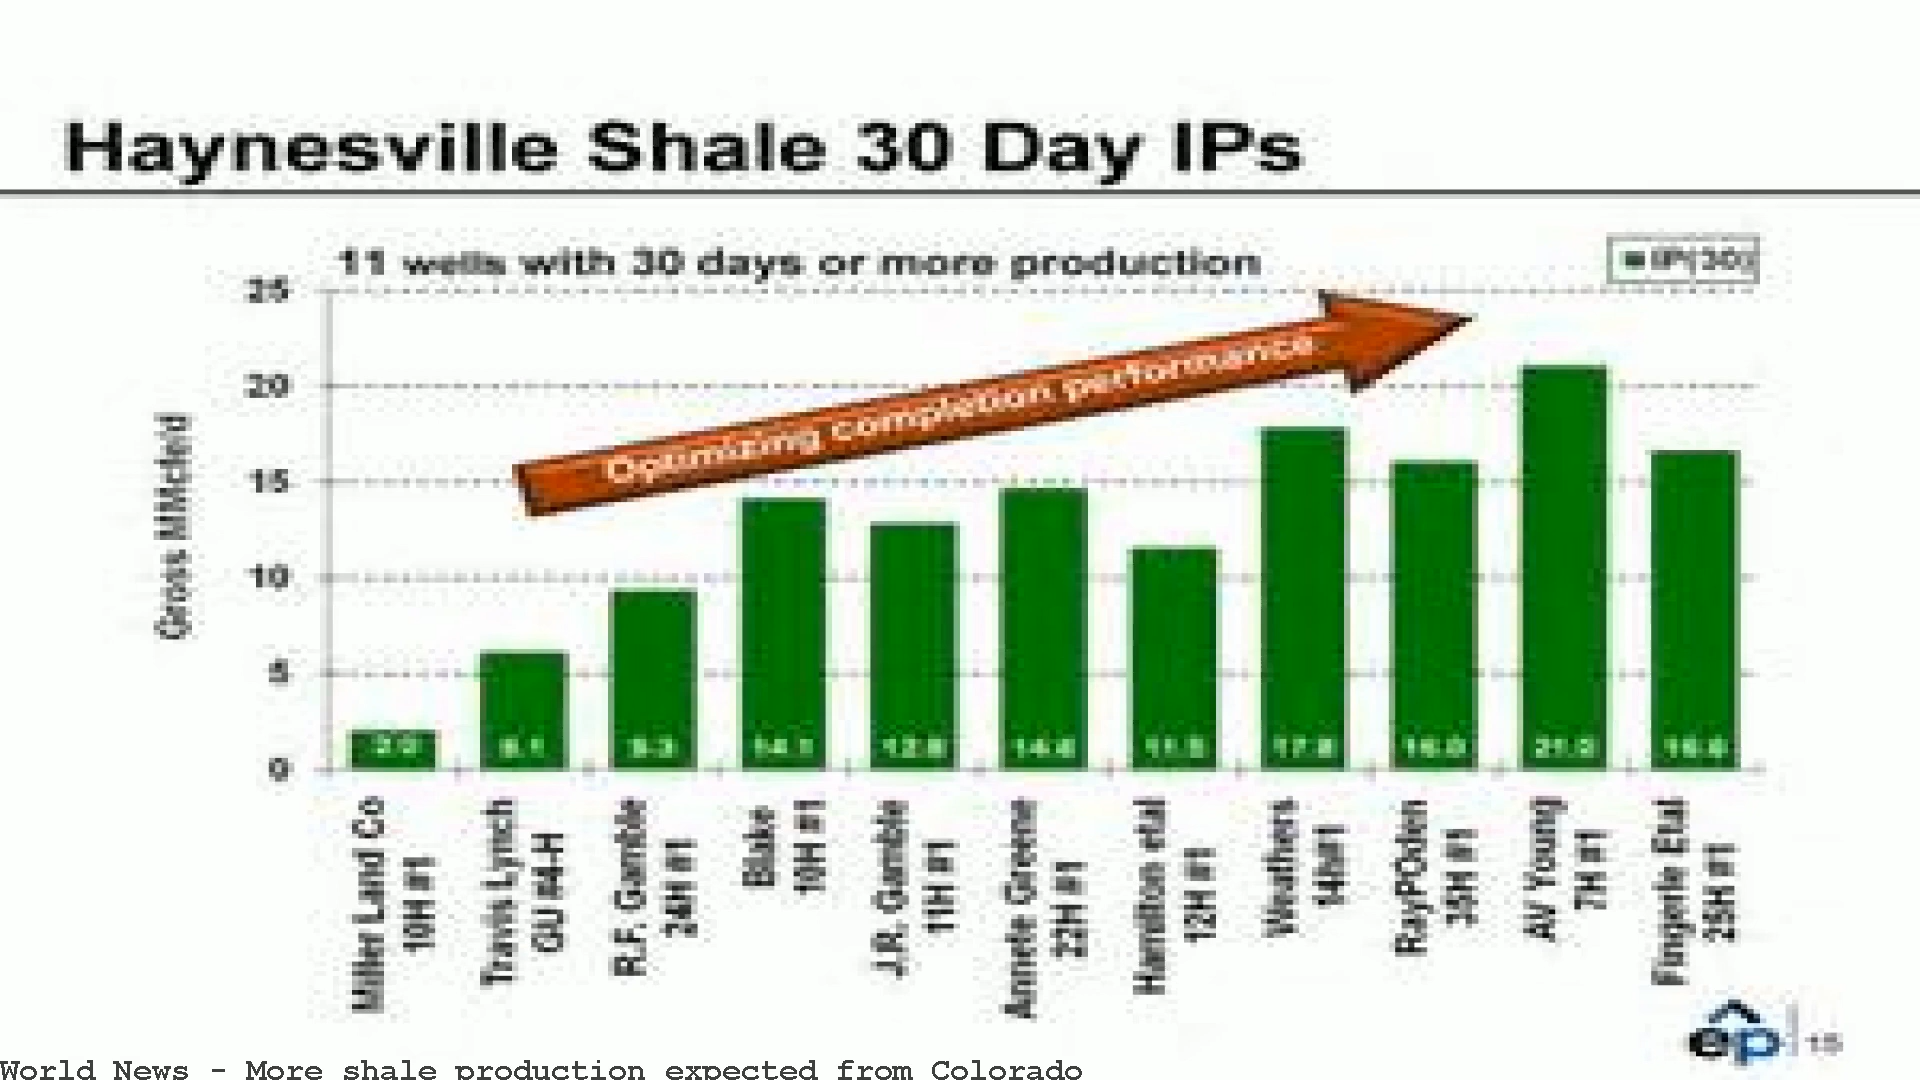 Haynesville Shale 30 Day IPs
11 wells with 30 days or more production
IP(30)
25
20
15
10
5
0
Gross MMcfe/d
Optimizing completion performance
2.0
6.1
9.3
14.1
12.8
14.6
11.5
17.8
16.0
21.0
16.6
Miller Land Co
10H #1
Travis Lynch
GU #4-H
R.F. Gamble
24H #1
Blake
10H #1
J.R. Gamble
11H #1
Annete Greene
22H #1
Hamilton etal
12H #1
Weathers
14h#1
RayPOden
35H #1
AV Young
7H #1
Fingerle Etal
25H #1
ep
15
World News - More shale production expected from Colorado